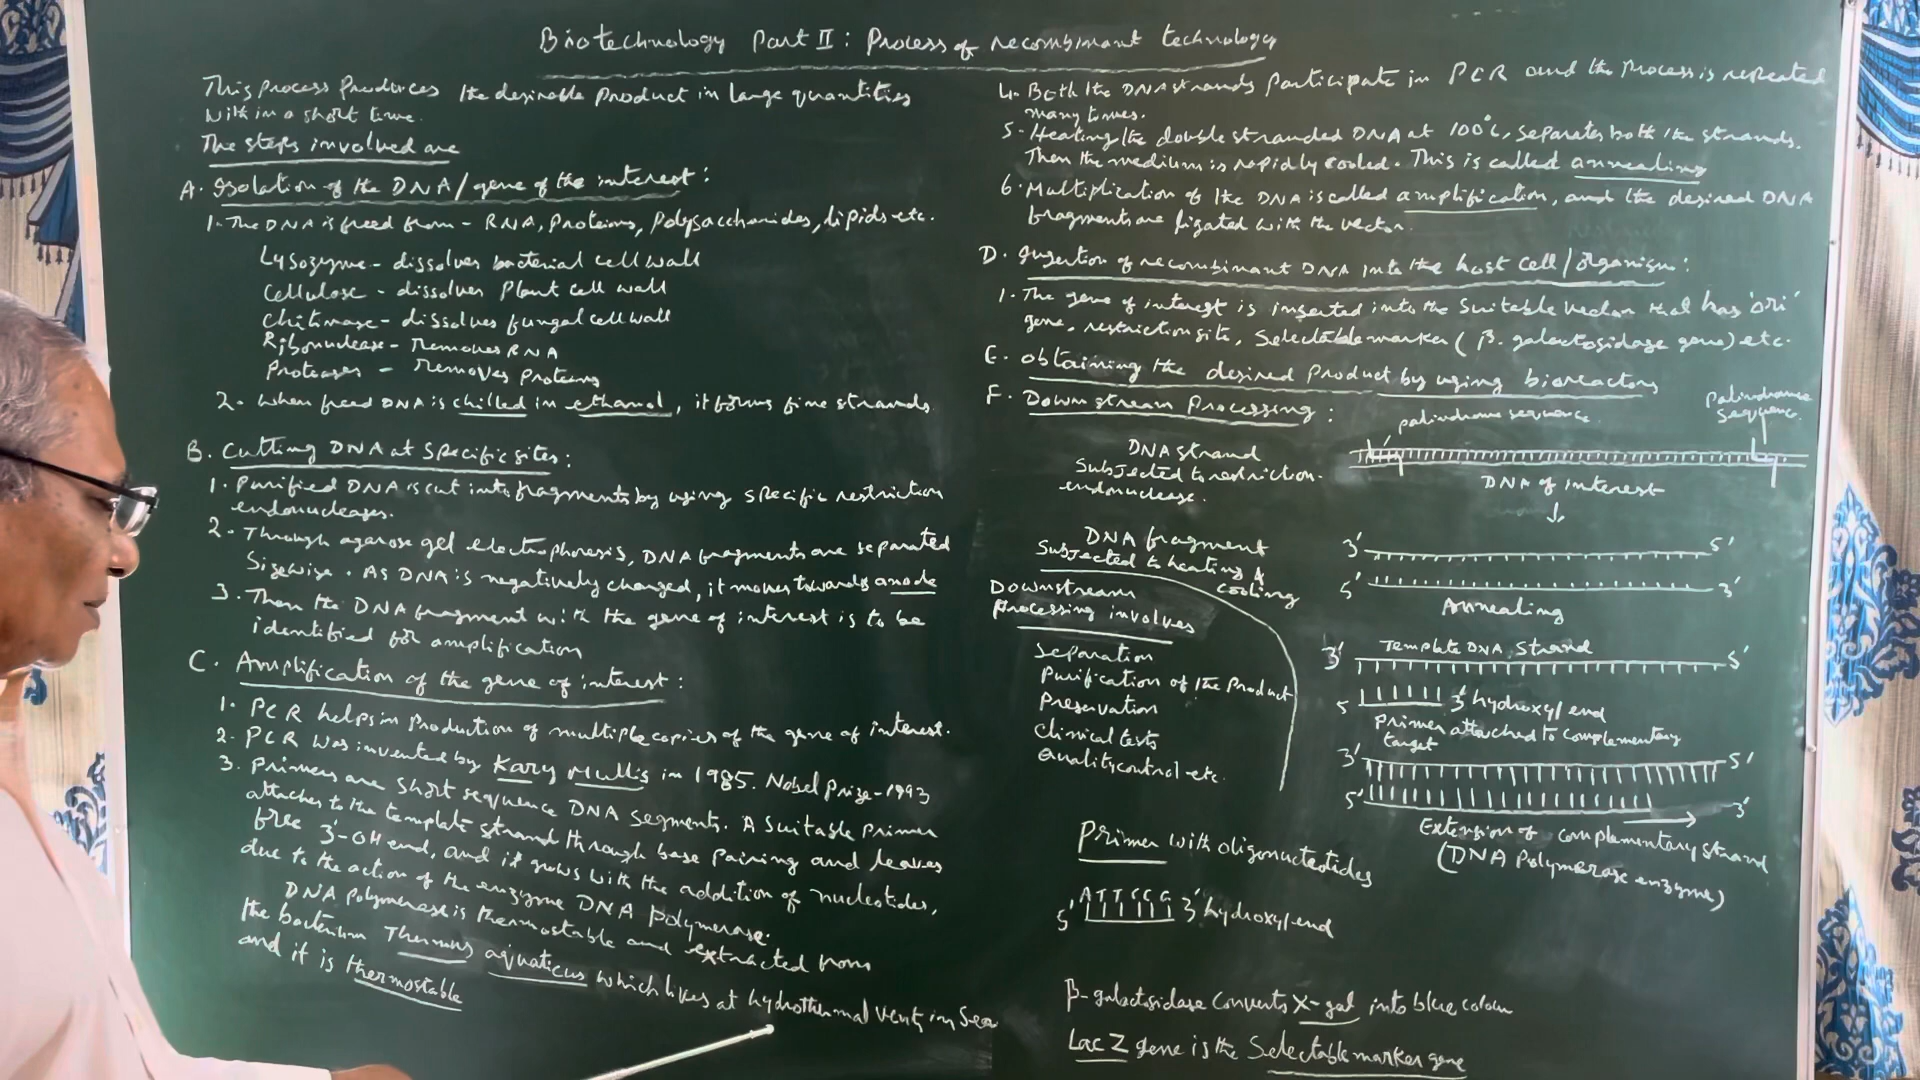 Biotechnology Part II: Process of recombinant technology
This process produces the desirable product in large quantities
within a short time.
The steps involved are
A. Isolation of the DNA/gene of the interest:
1. The DNA is freed from - RNA, Proteins, Polysaccharides, lipids etc.
Lysozyme - dissolves bacterial cell wall
Cellulose - dissolves Plant cell wall
Chitinase - dissolves fungal cell wall
Ribonuclease - removes RNA
Proteases - removes proteins
2. When freed DNA is chilled in ethanol, it forms fine strands.
B. Cutting DNA at specific sites:
1. Purified DNA is cut into fragments by using specific restriction
endonucleases.
2. Through agarose gel electrophoresis, DNA fragments are separated
sizewise. As DNA is negatively charged, it moves towards anode
3. Then the DNA fragment with the gene of interest is to be
identified for amplification
C. Amplification of the gene of interest:
1. PCR helps in production of multiple copies of the gene of interest.
2. PCR was invented by Kary Mullis in 1985. Nobel Prize-1993
3. Primers are short sequence DNA segments. A suitable primer
attaches to the template strand through base pairing and leaves
free 3'-OH end, and it grows with the addition of nucleotides,
due to the action of the enzyme DNA polymerase.
DNA polymerase is thermostable and extracted from
the bacterium Thermus aquaticus which lives at hydrothermal vent in sea
and it is thermostable
4. Both the DNA strands participate in PCR and the process is repeated
many times.
5. Heating the double stranded DNA at 100°C, separates both the strands.
Then the medium is rapidly cooled. This is called annealing
6. Multiplication of the DNA is called amplification, and the desired DNA
fragments are ligated with the vector.
D. Insertion of recombinant DNA into the host cell/organism:
1. The gene of interest is inserted into the suitable vector that has 'ori'
gene, restriction site, selectable marker (β. galactosidase gene) etc.
E. obtaining the desired product by using bioreactors
F. Downstream processing:
palindrome sequence
palindrome
sequence.
DNA strand
subjected to restriction
endonuclease.
DNA of interest
DNA fragment
subjected to heating &
cooling
3' 5'
5' 3'
Annealing
Downstream
processing involves
Separation
Purification of the product
Preservation
Clinical tests
Quality control etc.
Template DNA strand
3' 5'
5 3' hydroxyl end
Primer attached to complementary
target
3' 5'
5' 3'
Extension of complementary strand
(DNA polymerase enzyme)
Primer with oligonucteotides
ATTCCG
5' 3' hydroxyl end
β-galactosidase converts X-gal into blue colour
Lac Z gene is the selectable marker gene